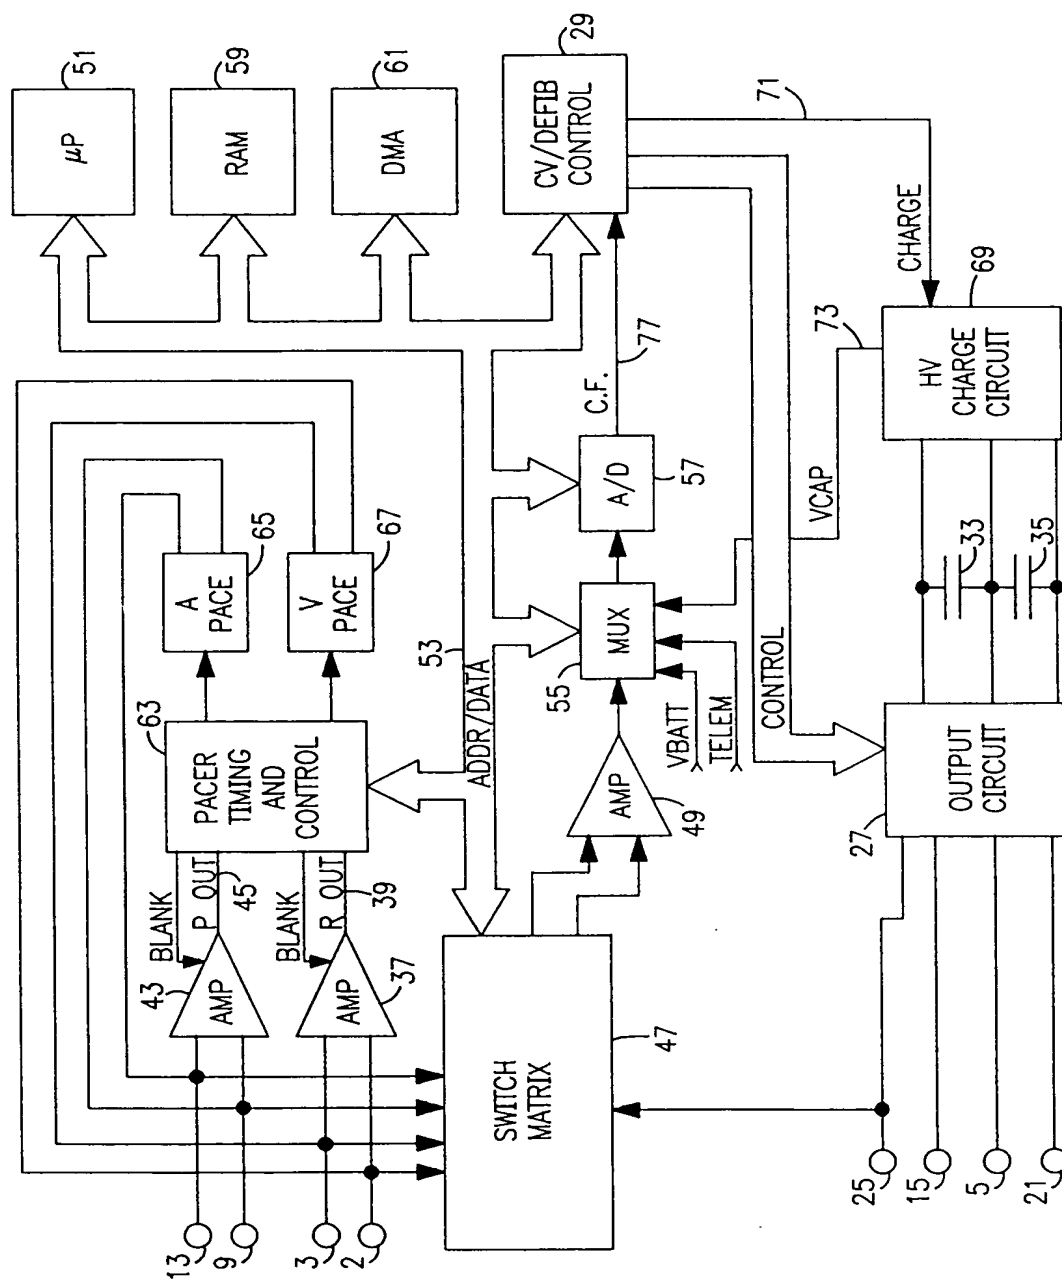 13
9
3
2
43
AMP
37
AMP
BLANK
P OUT
45
BLANK
R OUT
39
63
PACER
TIMING
AND
CONTROL
A
PACE
65
V
PACE
67
53
ADDR/DATA
SWITCH
MATRIX
47
AMP
49
VBATT
TELEM
55
MUX
A/D
57
C.F.
77
μP
51
RAM
59
DMA
61
CV/DEFIB
CONTROL
29
71
CONTROL
VCAP
73
CHARGE
HV
CHARGE
CIRCUIT
69
33
35
OUTPUT
CIRCUIT
27
25
15
5
21